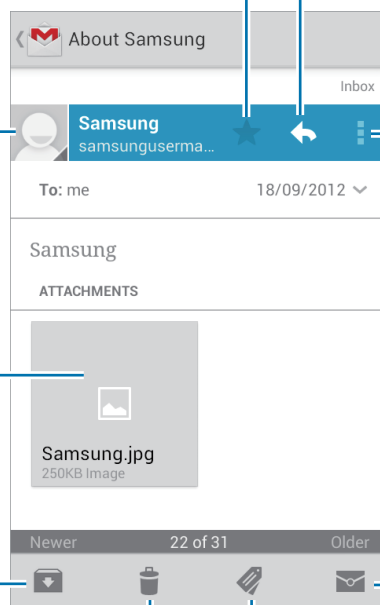 About Samsung
Inbox
Samsung
samsunguserma...
To: me 18/09/2012
Samsung
ATTACHMENTS
Samsung.jpg
250KB Image
Newer 22 of 31 Older